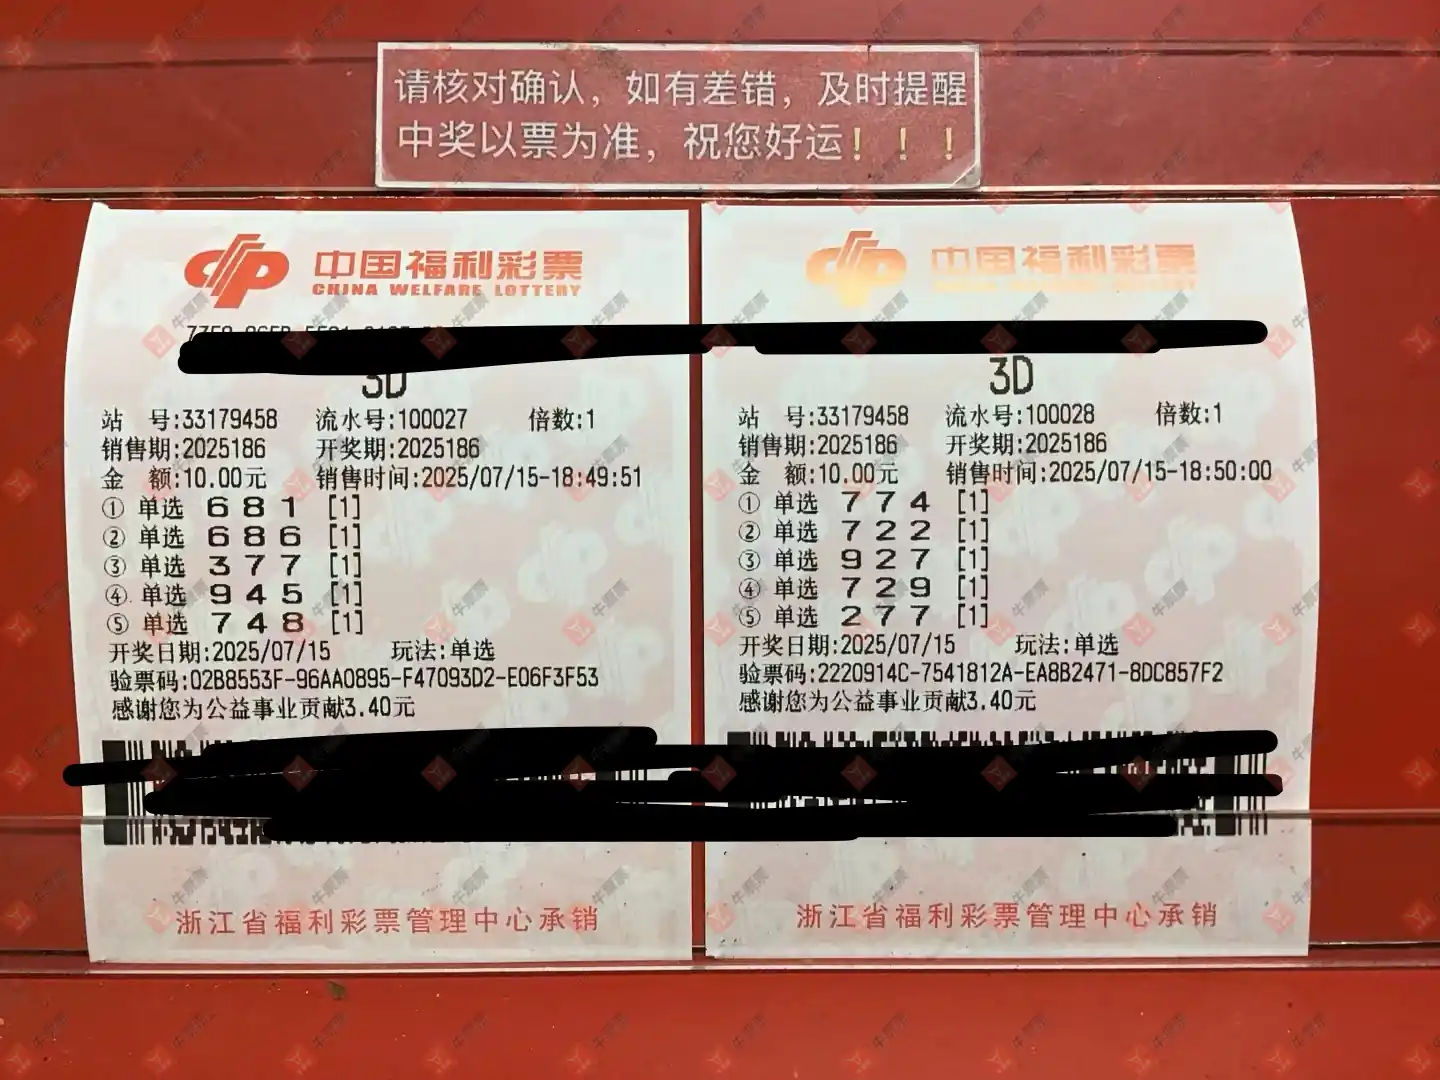 请核对确认，如有差错，及时提醒
中奖以票为准，祝您好运！！！
中国福利彩票
CHINA WELFARE LOTTERY
3D
站 号:33179458 流水号:100027 倍数:1
销售期:2025186 开奖期:2025186
金 额:10.00元 销售时间:2025/07/15-18:49:51
① 单选 6 8 1 [1]
② 单选 6 8 6 [1]
③ 单选 3 7 7 [1]
④ 单选 9 4 5 [1]
⑤ 单选 7 4 8 [1]
开奖日期:2025/07/15 玩法:单选
验票码:02B8553F-96AA0895-F47093D2-E06F3F53
感谢您为公益事业贡献3.40元
浙江省福利彩票管理中心承销
中国福利彩票
CHINA WELFARE LOTTERY
3D
站 号:33179458 流水号:100028 倍数:1
销售期:2025186 开奖期:2025186
金 额:10.00元 销售时间:2025/07/15-18:50:00
① 单选 7 7 4 [1]
② 单选 7 2 2 [1]
③ 单选 9 2 7 [1]
④ 单选 7 2 9 [1]
⑤ 单选 2 7 7 [1]
开奖日期:2025/07/15 玩法:单选
验票码:2220914C-7541812A-EA8B2471-8DC857F2
感谢您为公益事业贡献3.40元
浙江省福利彩票管理中心承销